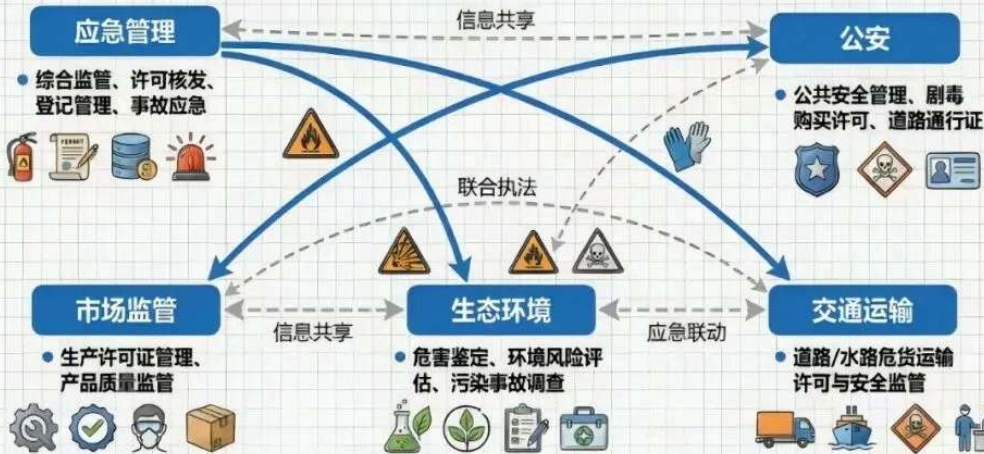 应急管理
信息共享
公安
• 综合监管、许可核发、
登记管理、事故应急
• 公共安全管理、剧毒
购买许可、道路通行证
PERMIT
联合执法
市场监管
信息共享
生态环境
应急联动
交通运输
• 生产许可证管理、
产品质量监管
• 危害鉴定、环境风险评
估、污染事故调查
• 道路/水路危货运输
许可与安全监管